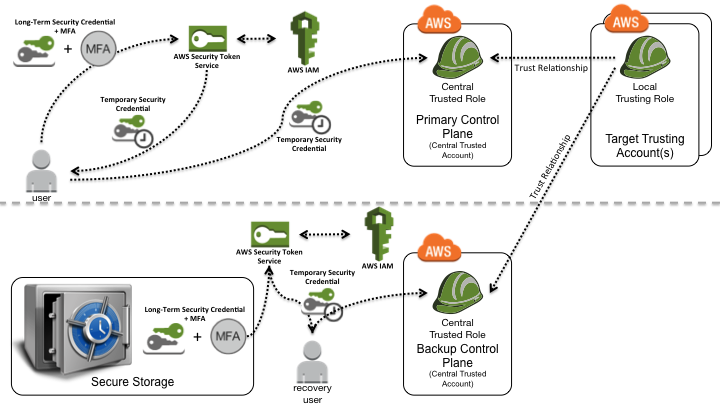 Long-Term Security Credential
+ MFA
+
MFA
AWS Security Token
Service
AWS IAM
Temporary Security
Credential
Temporary Security
Credential
user
AWS
Central
Trusted Role
Primary Control
Plane
(Central Trusted
Account)
Trust Relationship
AWS
Local
Trusting Role
Target Trusting
Account(s)
Trust Relationship
AWS Security Token
Service
AWS IAM
Temporary Security
Credential
Long-Term Security Credential
+ MFA
+
MFA
Secure Storage
recovery
user
AWS
Central
Trusted Role
Backup Control
Plane
(Central Trusted
Account)